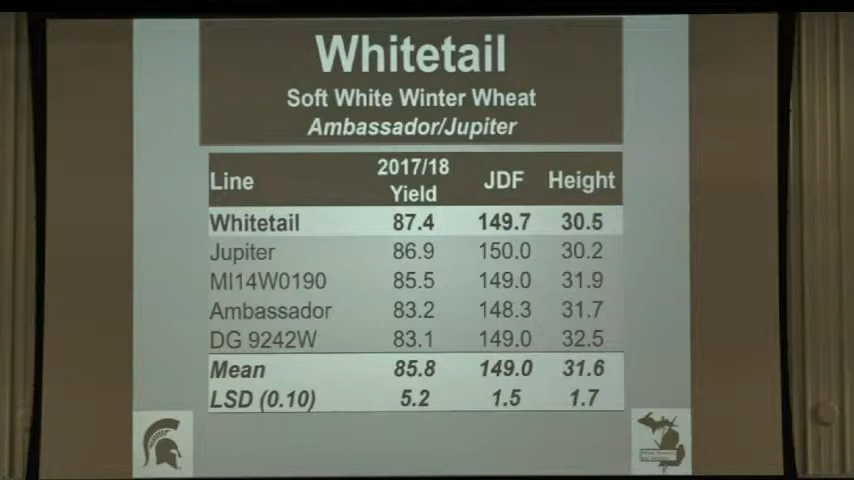 Whitetail
Soft White Winter Wheat
Ambassador/Jupiter
Line 2017/18 Yield JDF Height
Whitetail 87.4 149.7 30.5
Jupiter 86.9 150.0 30.2
MI14W0190 85.5 149.0 31.9
Ambassador 83.2 148.3 31.7
DG 9242W 83.1 149.0 32.5
Mean 85.8 149.0 31.6
LSD (0.10) 5.2 1.5 1.7